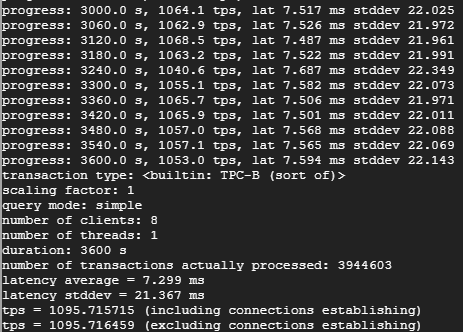 progress: 3000.0 s, 1064.1 tps, lat 7.517 ms stddev 22.025
progress: 3060.0 s, 1062.9 tps, lat 7.526 ms stddev 21.972
progress: 3120.0 s, 1068.5 tps, lat 7.487 ms stddev 21.961
progress: 3180.0 s, 1063.2 tps, lat 7.522 ms stddev 21.991
progress: 3240.0 s, 1040.6 tps, lat 7.687 ms stddev 22.349
progress: 3300.0 s, 1055.1 tps, lat 7.582 ms stddev 22.073
progress: 3360.0 s, 1065.7 tps, lat 7.506 ms stddev 21.971
progress: 3420.0 s, 1065.9 tps, lat 7.501 ms stddev 22.011
progress: 3480.0 s, 1057.0 tps, lat 7.568 ms stddev 22.088
progress: 3540.0 s, 1057.1 tps, lat 7.565 ms stddev 22.069
progress: 3600.0 s, 1053.0 tps, lat 7.594 ms stddev 22.143
transaction type: <builtin: TPC-B (sort of)>
scaling factor: 1
query mode: simple
number of clients: 8
number of threads: 1
duration: 3600 s
number of transactions actually processed: 3944603
latency average = 7.299 ms
latency stddev = 21.367 ms
tps = 1095.715715 (including connections establishing)
tps = 1095.716459 (excluding connections establishing)